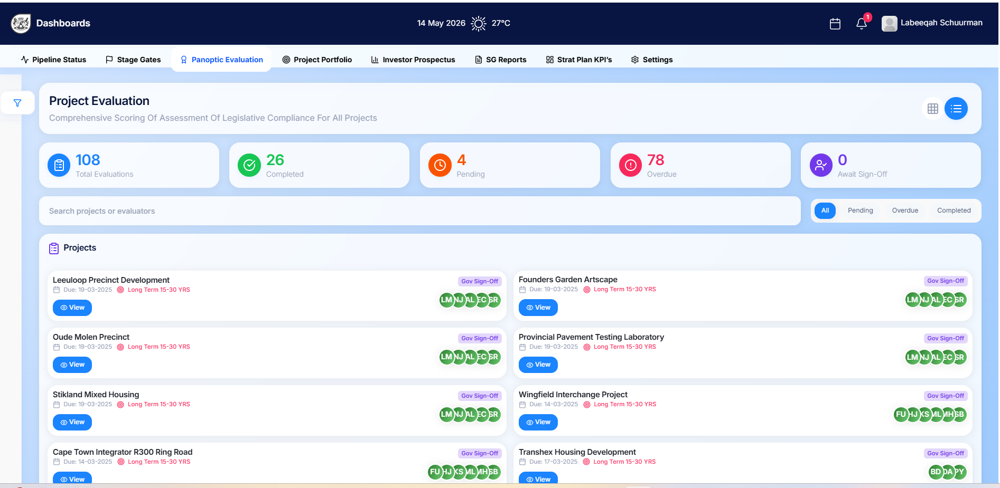 Dashboards
14 May 2026 27°C
1
Labeeqah Schuurman
Pipeline Status Stage Gates Panoptic Evaluation Project Portfolio Investor Prospectus SG Reports Strat Plan KPI's Settings
Project Evaluation
Comprehensive Scoring Of Assessment Of Legislative Compliance For All Projects
108
Total Evaluations
26
Completed
4
Pending
78
Overdue
0
Await Sign-Off
Search projects or evaluators
All Pending Overdue Completed
Projects
Leeuloop Precinct Development
Gov Sign-Off
Due: 19-03-2025 Long Term 15-30 YRS
LM NJ AL EC SR
View
Founders Garden Artscape
Gov Sign-Off
Due: 19-03-2025 Long Term 15-30 YRS
LM NJ AL EC SR
View
Oude Molen Precinct
Gov Sign-Off
Due: 19-03-2025 Long Term 15-30 YRS
LM NJ AL EC SR
View
Provincial Pavement Testing Laboratory
Gov Sign-Off
Due: 19-03-2025 Long Term 15-30 YRS
LM NJ AL EC SR
View
Stikland Mixed Housing
Gov Sign-Off
Due: 19-03-2025 Long Term 15-30 YRS
LM NJ AL EC SR
View
Wingfield Interchange Project
Gov Sign-Off
Due: 14-03-2025 Long Term 15-30 YRS
FU HJ KS ML MH SB
View
Cape Town Integrator R300 Ring Road
Gov Sign-Off
Due: 14-03-2025 Long Term 15-30 YRS
FU HJ KS ML MH SB
View
Transhex Housing Development
Gov Sign-Off
Due: 17-03-2025 Long Term 15-30 YRS
BD DA PY
View